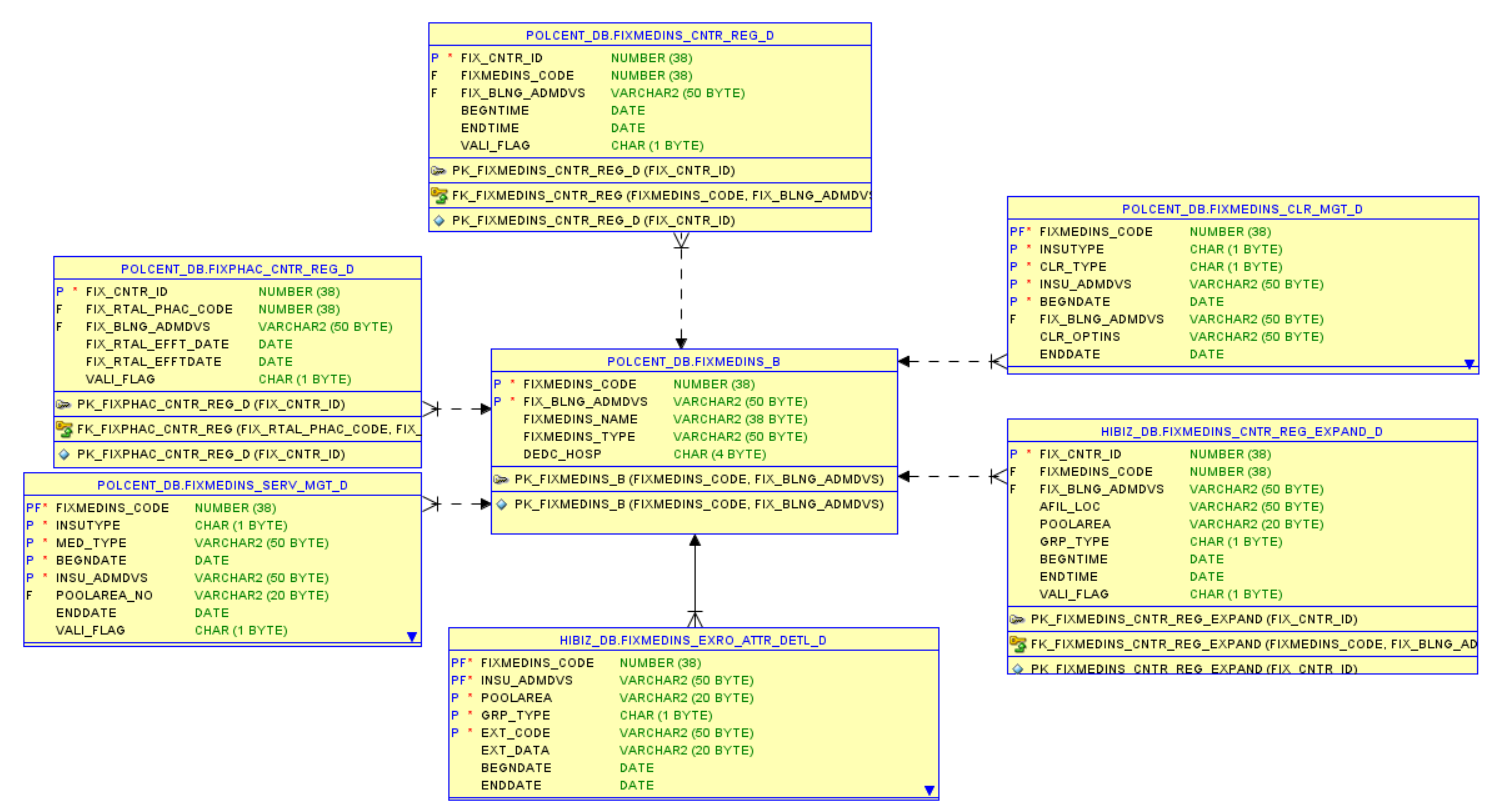 POLCENT_DB.FIXMEDINS_CNTR_REG_D
P * FIX_CNTR_ID NUMBER (38)
F FIXMEDINS_CODE NUMBER (38)
F FIX_BLNG_ADMDVS VARCHAR2 (50 BYTE)
BEGNTIME DATE
ENDTIME DATE
VALI_FLAG CHAR (1 BYTE)
PK_FIXMEDINS_CNTR_REG_D (FIX_CNTR_ID)
FK_FIXMEDINS_CNTR_REG (FIXMEDINS_CODE, FIX_BLNG_ADMDVS
PK_FIXMEDINS_CNTR_REG_D (FIX_CNTR_ID)
POLCENT_DB.FIXPHAC_CNTR_REG_D
P * FIX_CNTR_ID NUMBER (38)
F FIX_RTAL_PHAC_CODE NUMBER (38)
F FIX_BLNG_ADMDVS VARCHAR2 (50 BYTE)
FIX_RTAL_EFFT_DATE DATE
FIX_RTAL_EFFTDATE DATE
VALI_FLAG CHAR (1 BYTE)
PK_FIXPHAC_CNTR_REG_D (FIX_CNTR_ID)
FK_FIXPHAC_CNTR_REG (FIX_RTAL_PHAC_CODE, FIX_
PK_FIXPHAC_CNTR_REG_D (FIX_CNTR_ID)
POLCENT_DB.FIXMEDINS_SERV_MGT_D
PF* FIXMEDINS_CODE NUMBER (38)
P * INSUTYPE CHAR (1 BYTE)
P * MED_TYPE VARCHAR2 (50 BYTE)
P * BEGNDATE DATE
P * INSU_ADMDVS VARCHAR2 (50 BYTE)
F POOLAREA_NO VARCHAR2 (20 BYTE)
ENDDATE DATE
VALI_FLAG CHAR (1 BYTE)
POLCENT_DB.FIXMEDINS_B
P * FIXMEDINS_CODE NUMBER (38)
P * FIX_BLNG_ADMDVS VARCHAR2 (50 BYTE)
FIXMEDINS_NAME VARCHAR2 (38 BYTE)
FIXMEDINS_TYPE VARCHAR2 (50 BYTE)
DEDC_HOSP CHAR (4 BYTE)
PK_FIXMEDINS_B (FIXMEDINS_CODE, FIX_BLNG_ADMDVS)
PK_FIXMEDINS_B (FIXMEDINS_CODE, FIX_BLNG_ADMDVS)
POLCENT_DB.FIXMEDINS_CLR_MGT_D
PF* FIXMEDINS_CODE NUMBER (38)
P * INSUTYPE CHAR (1 BYTE)
P * CLR_TYPE CHAR (1 BYTE)
P * INSU_ADMDVS VARCHAR2 (50 BYTE)
P * BEGNDATE DATE
F FIX_BLNG_ADMDVS VARCHAR2 (50 BYTE)
CLR_OPTINS VARCHAR2 (50 BYTE)
ENDDATE DATE
HIBIZ_DB.FIXMEDINS_CNTR_REG_EXPAND_D
P * FIX_CNTR_ID NUMBER (38)
F FIXMEDINS_CODE NUMBER (38)
F FIX_BLNG_ADMDVS VARCHAR2 (50 BYTE)
AFIL_LOC VARCHAR2 (50 BYTE)
POOLAREA VARCHAR2 (20 BYTE)
GRP_TYPE CHAR (1 BYTE)
BEGNTIME DATE
ENDTIME DATE
VALI_FLAG CHAR (1 BYTE)
PK_FIXMEDINS_CNTR_REG_EXPAND (FIX_CNTR_ID)
FK_FIXMEDINS_CNTR_REG_EXPAND (FIXMEDINS_CODE, FIX_BLNG_AD
PK_FIXMEDINS_CNTR_REG_EXPAND (FIX_CNTR_ID)
HIBIZ_DB.FIXMEDINS_EXRO_ATTR_DETL_D
PF* FIXMEDINS_CODE NUMBER (38)
PF* INSU_ADMDVS VARCHAR2 (50 BYTE)
P * POOLAREA VARCHAR2 (20 BYTE)
P * GRP_TYPE CHAR (1 BYTE)
P * EXT_CODE VARCHAR2 (50 BYTE)
EXT_DATA VARCHAR2 (20 BYTE)
BEGNDATE DATE
ENDDATE DATE